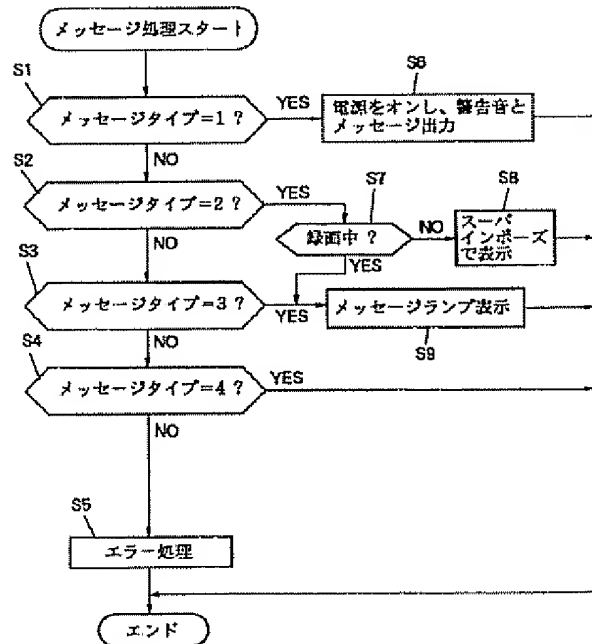 メッセージ処理スタート
S1
メッセージタイプ=1?
YES
S6
電源をオンし、警告音と
メッセージ出力
NO
S2
メッセージタイプ=2?
YES
S7
録画中?
NO
S8
スーパ
インポーズ
で表示
YES
NO
S3
メッセージタイプ=3?
YES
メッセージランプ表示
S9
NO
S4
メッセージタイプ=4?
YES
NO
S5
エラー処理
エンド